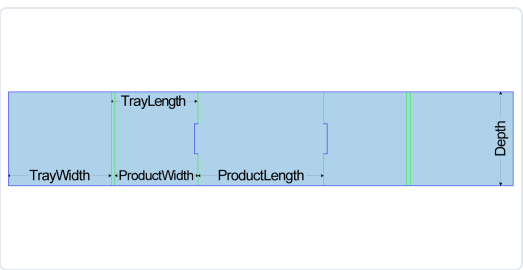 TrayLength
Depth
TrayWidth
ProductWidth
ProductLength